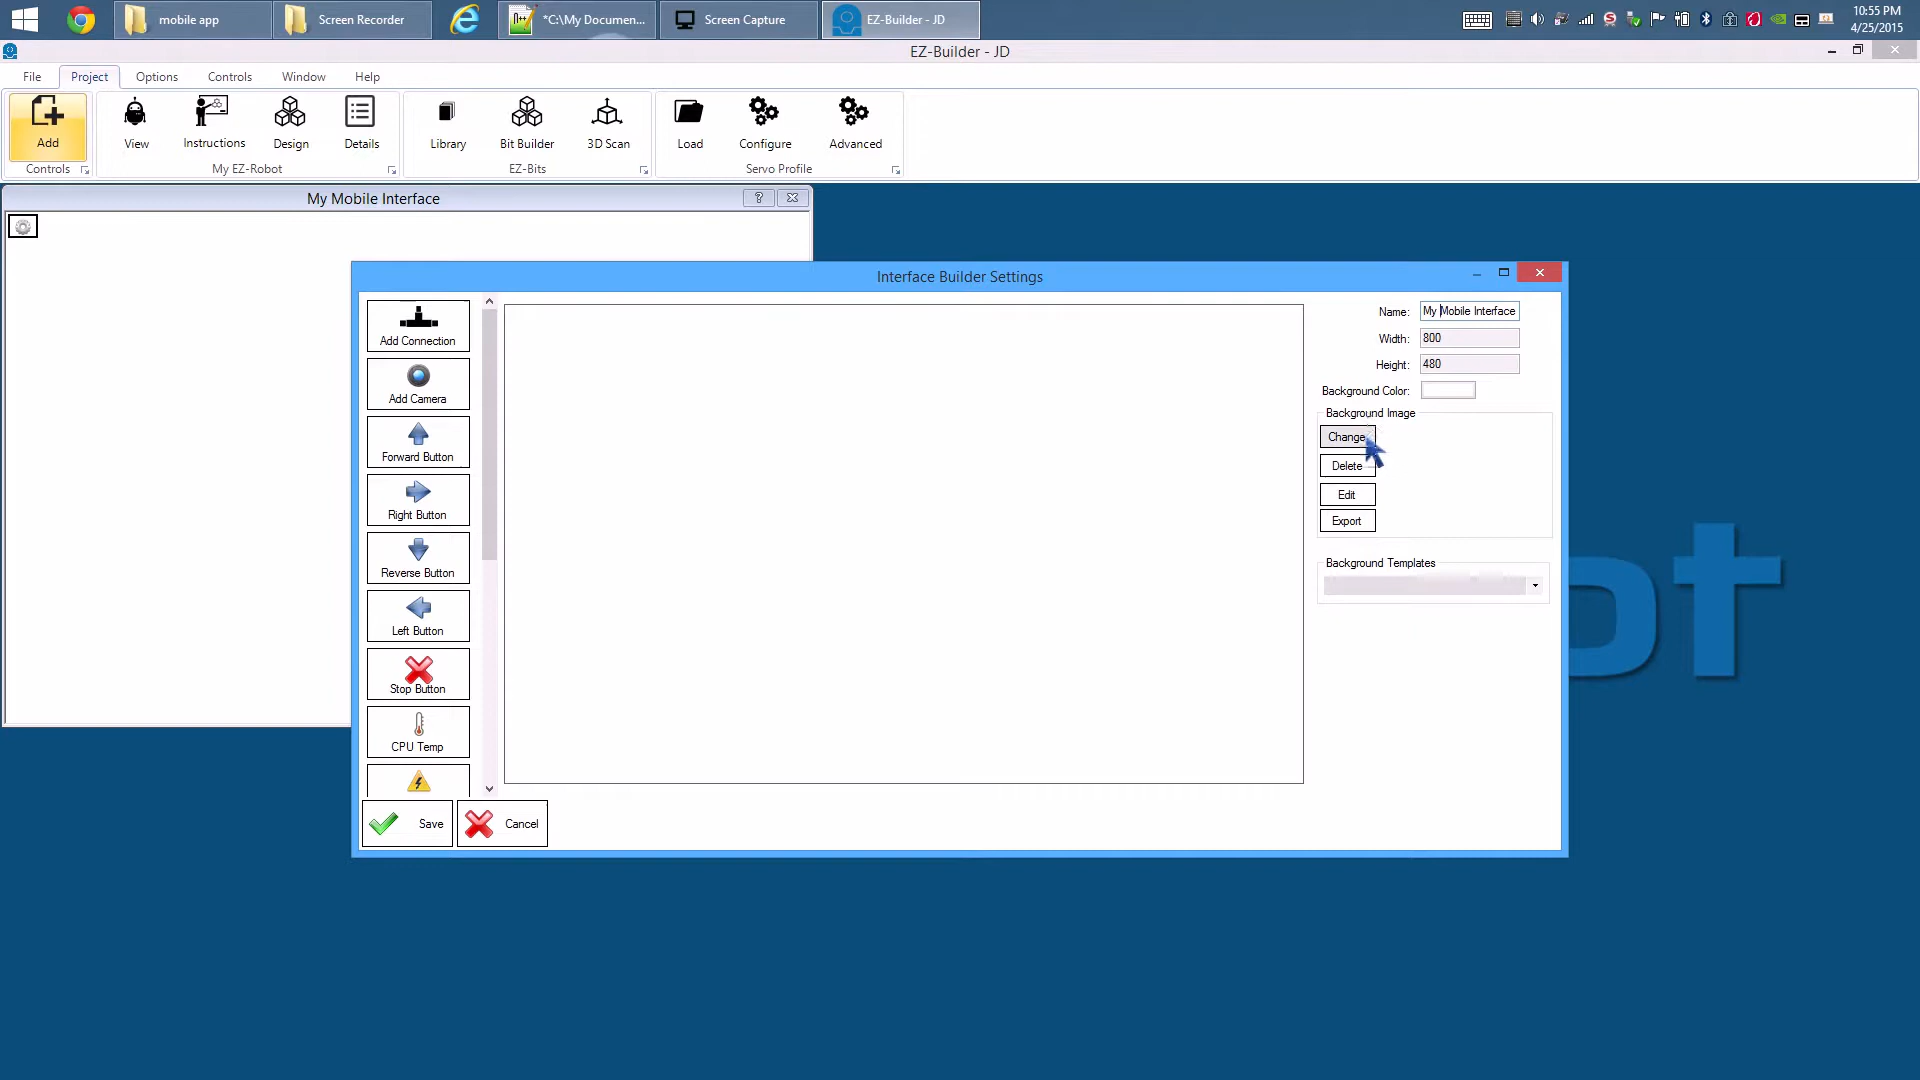 mobile app
Screen Recorder
*C:\My Documen...
Screen Capture
EZ-Builder - JD
10:55 PM
4/25/2015
EZ-Builder - JD
File
Project
Options
Controls
Window
Help
Add
View
Instructions
Design
Details
Library
Bit Builder
3D Scan
Load
Configure
Advanced
Controls
My EZ-Robot
EZ-Bits
Servo Profile
My Mobile Interface
?
Interface Builder Settings
Add Connection
Add Camera
Forward Button
Right Button
Reverse Button
Left Button
Stop Button
CPU Temp
Save
Cancel
Name: My Mobile Interface
Width: 800
Height: 480
Background Color:
Background Image
Change
Delete
Edit
Export
Background Templates
ot